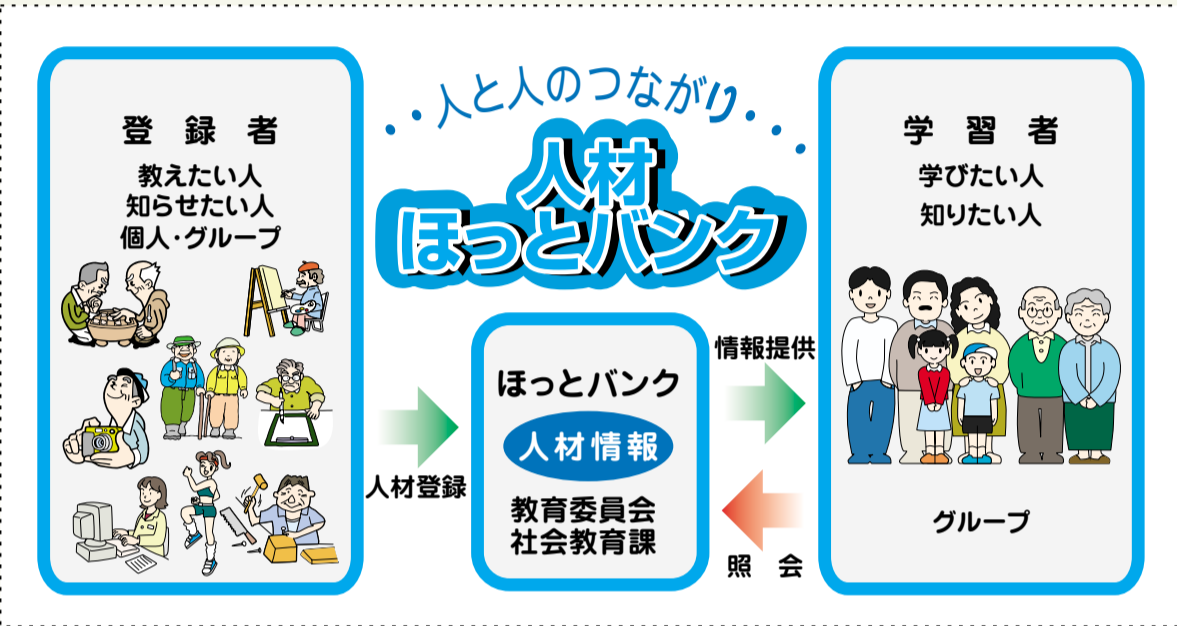 ・・人と人のつながり・・・
人材
ほっとバンク
登録者
教えたい人
知らせたい人
個人・グループ
人材登録
ほっとバンク
人材情報
教育委員会
社会教育課
情報提供
照会
学習者
学びたい人
知りたい人
グループ